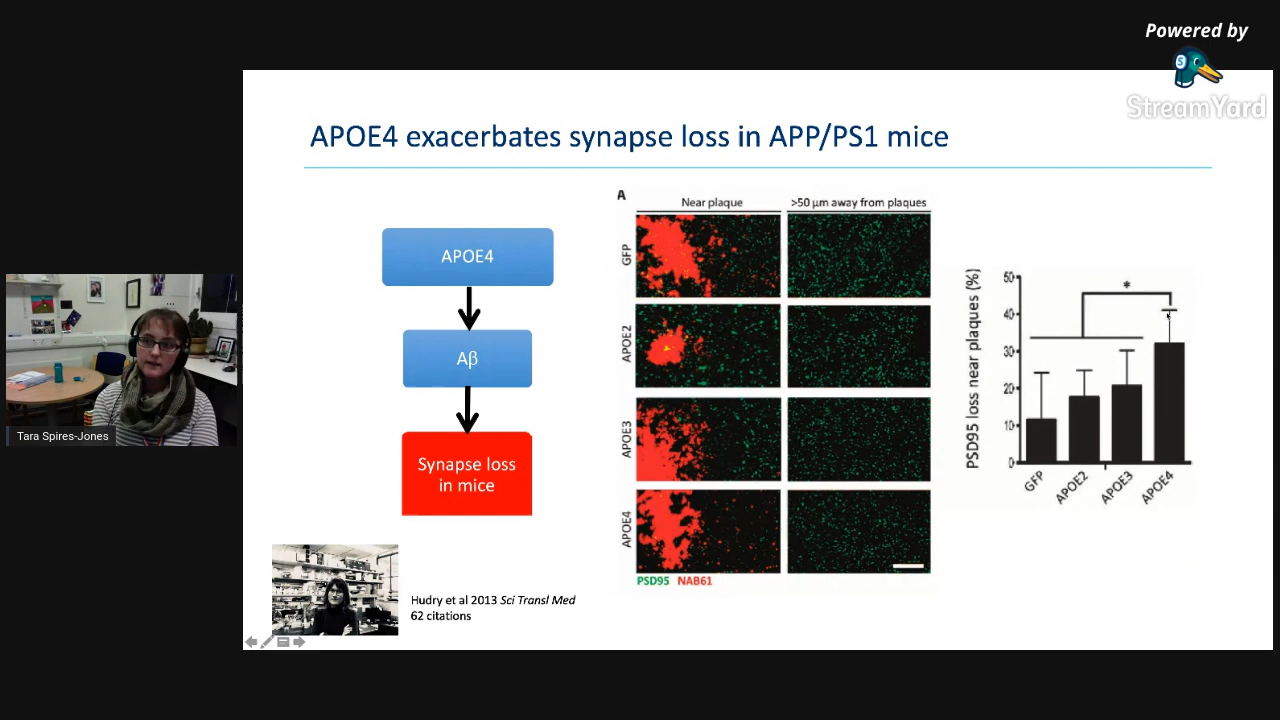 Powered by
StreamYard
APOE4 exacerbates synapse loss in APP/PS1 mice
APOE4
Aβ
Synapse loss
in mice
Hudry et al 2013 Sci Transl Med
62 citations
A
Near plaque
>50 μm away from plaques
GFP
APOE2
APOE3
APOE4
PSD95 NAB61
PSD95 loss near plaques (%)
50
40
30
20
10
0
*
GFP
APOE2
APOE3
APOE4
Tara Spires-Jones